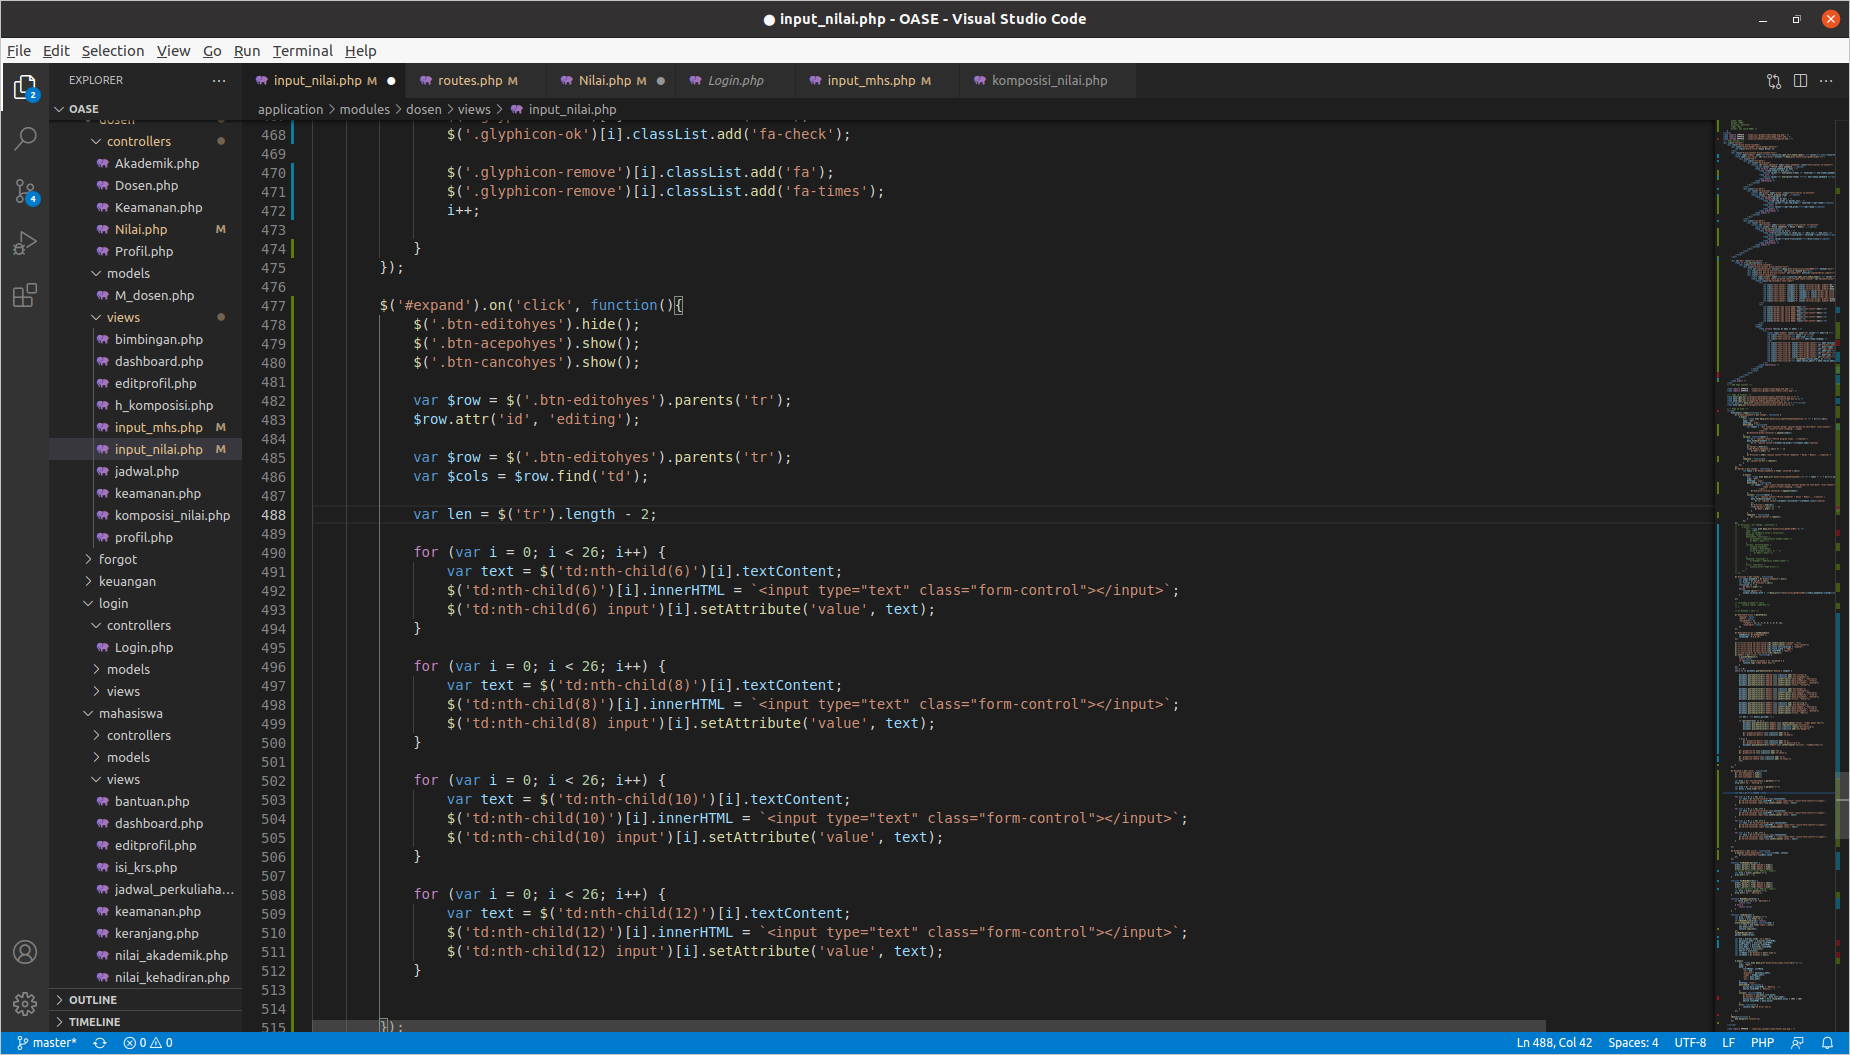 ● input_nilai.php - OASE - Visual Studio Code
File Edit Selection View Go Run Terminal Help
EXPLORER
input_nilai.php M
routes.php M
Nilai.php M
Login.php
input_mhs.php M
komposisi_nilai.php
application > modules > dosen > views > input_nilai.php
2
4
OASE
dosen
controllers
Akademik.php
Dosen.php
Keamanan.php
Nilai.php M
Profil.php
models
M_dosen.php
views
bimbingan.php
dashboard.php
editprofil.php
h_komposisi.php
input_mhs.php M
input_nilai.php M
jadwal.php
keamanan.php
komposisi_nilai.php
profil.php
forgot
keuangan
login
controllers
Login.php
models
views
mahasiswa
controllers
models
views
bantuan.php
dashboard.php
editprofil.php
isi_krs.php
jadwal_perkuliaha...
keamanan.php
keranjang.php
nilai_akademik.php
nilai_kehadiran.php
OUTLINE
TIMELINE
468 $('.glyphicon-ok')[i].classList.add('fa-check');
469
470 $('.glyphicon-remove')[i].classList.add('fa');
471 $('.glyphicon-remove')[i].classList.add('fa-times');
472 i++;
473
474 }
475 });
476
477 $('#expand').on('click', function(){
478 $('.btn-editohyes').hide();
479 $('.btn-acepohyes').show();
480 $('.btn-cancohyes').show();
481
482 var $row = $('.btn-editohyes').parents('tr');
483 $row.attr('id', 'editing');
484
485 var $row = $('.btn-editohyes').parents('tr');
486 var $cols = $row.find('td');
487
488 var len = $('tr').length - 2;
489
490 for (var i = 0; i < 26; i++) {
491 var text = $('td:nth-child(6)')[i].textContent;
492 $('td:nth-child(6)')[i].innerHTML = `<input type="text" class="form-control"></input>`;
493 $('td:nth-child(6) input')[i].setAttribute('value', text);
494 }
495
496 for (var i = 0; i < 26; i++) {
497 var text = $('td:nth-child(8)')[i].textContent;
498 $('td:nth-child(8)')[i].innerHTML = `<input type="text" class="form-control"></input>`;
499 $('td:nth-child(8) input')[i].setAttribute('value', text);
500 }
501
502 for (var i = 0; i < 26; i++) {
503 var text = $('td:nth-child(10)')[i].textContent;
504 $('td:nth-child(10)')[i].innerHTML = `<input type="text" class="form-control"></input>`;
505 $('td:nth-child(10) input')[i].setAttribute('value', text);
506 }
507
508 for (var i = 0; i < 26; i++) {
509 var text = $('td:nth-child(12)')[i].textContent;
510 $('td:nth-child(12)')[i].innerHTML = `<input type="text" class="form-control"></input>`;
511 $('td:nth-child(12) input')[i].setAttribute('value', text);
512 }
513
514
515 });
master* 0 0 Ln 488, Col 42 Spaces: 4 UTF-8 LF PHP